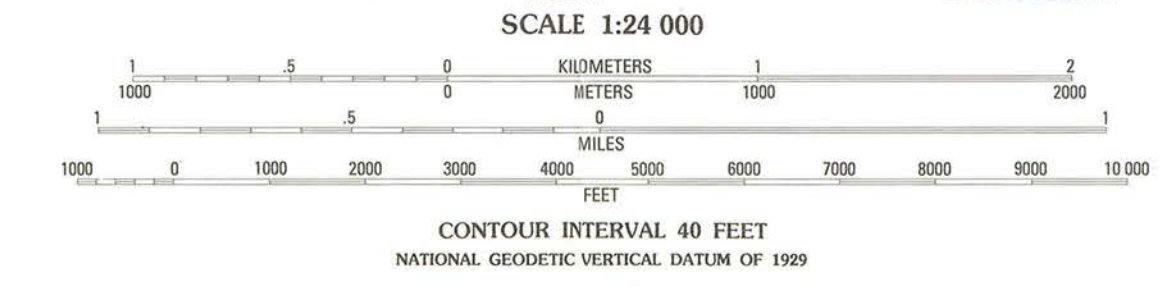 SCALE 1:24 000
1 .5 0 KILOMETERS 1 2
1000 0 METERS 1000 2000
1 .5 0 1
MILES
1000 0 1000 2000 3000 4000 5000 6000 7000 8000 9000 10 000
FEET
CONTOUR INTERVAL 40 FEET
NATIONAL GEODETIC VERTICAL DATUM OF 1929